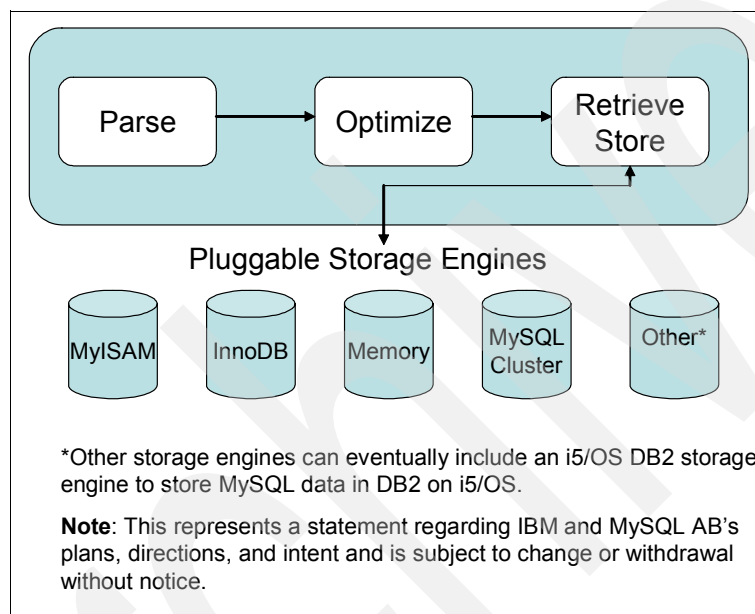 Parse
Optimize
Retrieve
Store
Pluggable Storage Engines
MyISAM
InnoDB
Memory
MySQL
Cluster
Other*
*Other storage engines can eventually include an i5/OS DB2 storage
engine to store MySQL data in DB2 on i5/OS.
Note: This represents a statement regarding IBM and MySQL AB's
plans, directions, and intent and is subject to change or withdrawal
without notice.